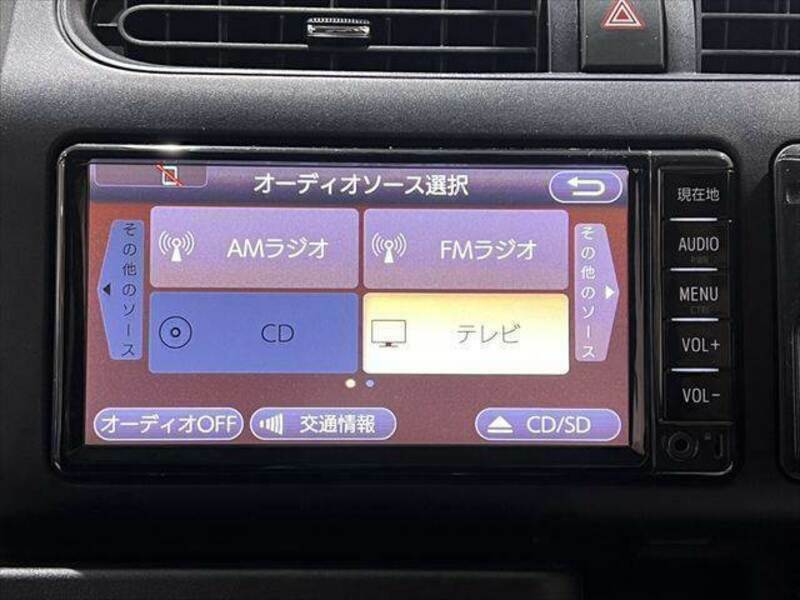 オーディオソース選択
現在地
その他のソース
AMラジオ
FMラジオ
その他のソース
AUDIO
CD
テレビ
MENU
VOL+
VOL-
オーディオOFF
交通情報
CD/SD